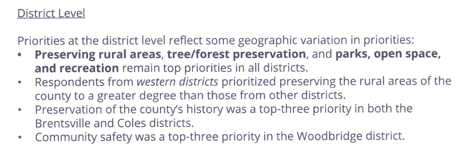 District Level
Priorities at the district level reflect some geographic variation in priorities:
• Preserving rural areas, tree/forest preservation, and parks, open space,
and recreation remain top priorities in all districts.
• Respondents from western districts prioritized preserving the rural areas of the
county to a greater degree than those from other districts.
• Preservation of the county's history was a top-three priority in both the
Brentsville and Coles districts.
• Community safety was a top-three priority in the Woodbridge district.